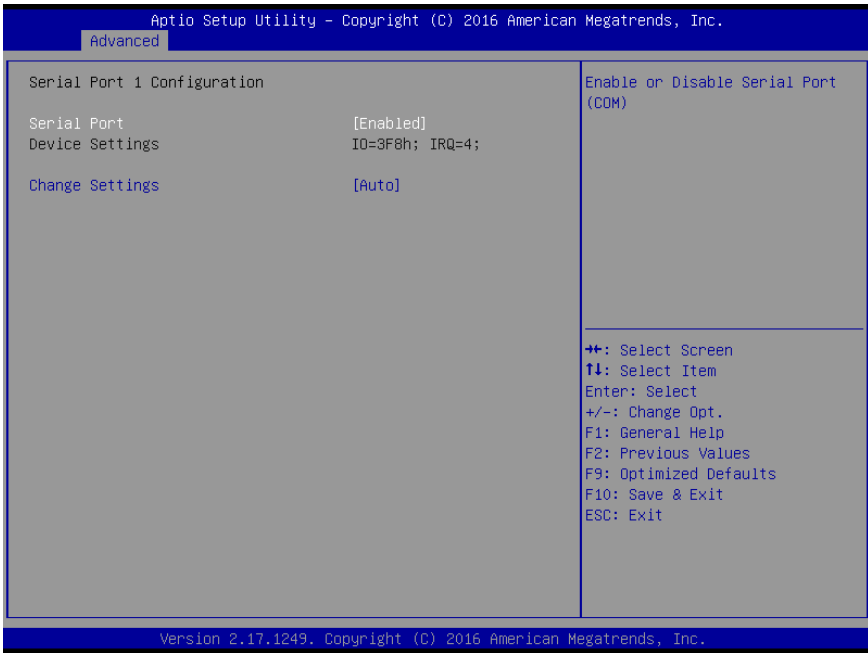 Aptio Setup Utility – Copyright (C) 2016 American Megatrends, Inc.
Advanced
Serial Port 1 Configuration
Serial Port [Enabled]
Device Settings IO=3F8h; IRQ=4;
Change Settings [Auto]
Enable or Disable Serial Port
(COM)
→←: Select Screen
↑↓: Select Item
Enter: Select
+/-: Change Opt.
F1: General Help
F2: Previous Values
F9: Optimized Defaults
F10: Save & Exit
ESC: Exit
Version 2.17.1249. Copyright (C) 2016 American Megatrends, Inc.